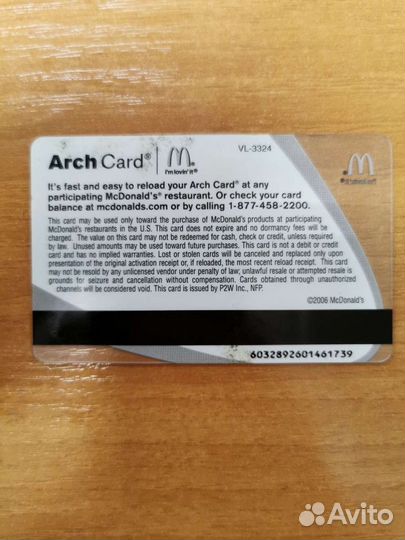 VL-3324
Arch Card®
i'm lovin' it®
i'm lovin' it®
It's fast and easy to reload your Arch Card® at any
participating McDonald's® restaurant. Or check your card
balance at mcdonalds.com or by calling 1-877-458-2200.
This card may be used only toward the purchase of McDonald's products at participating
McDonald's restaurants in the U.S. This card does not expire and no dormancy fees will be
charged. The value on this card may not be redeemed for cash, check or credit, unless required
by law. Unused amounts may be used toward future purchases. This card is not a debit or credit
card and has no implied warranties. Lost or stolen cards will be canceled and replaced only upon
presentation of the original activation receipt or, if reloaded, the most recent reload receipt. This card
may not be resold by any unlicensed vendor under penalty of law; unlawful resale or attempted resale is
grounds for seizure and cancellation without compensation. Cards obtained through unauthorized
channels will be considered void. This card is issued by P2W Inc., NFP.
©2006 McDonald's
6032892601461739
Avito